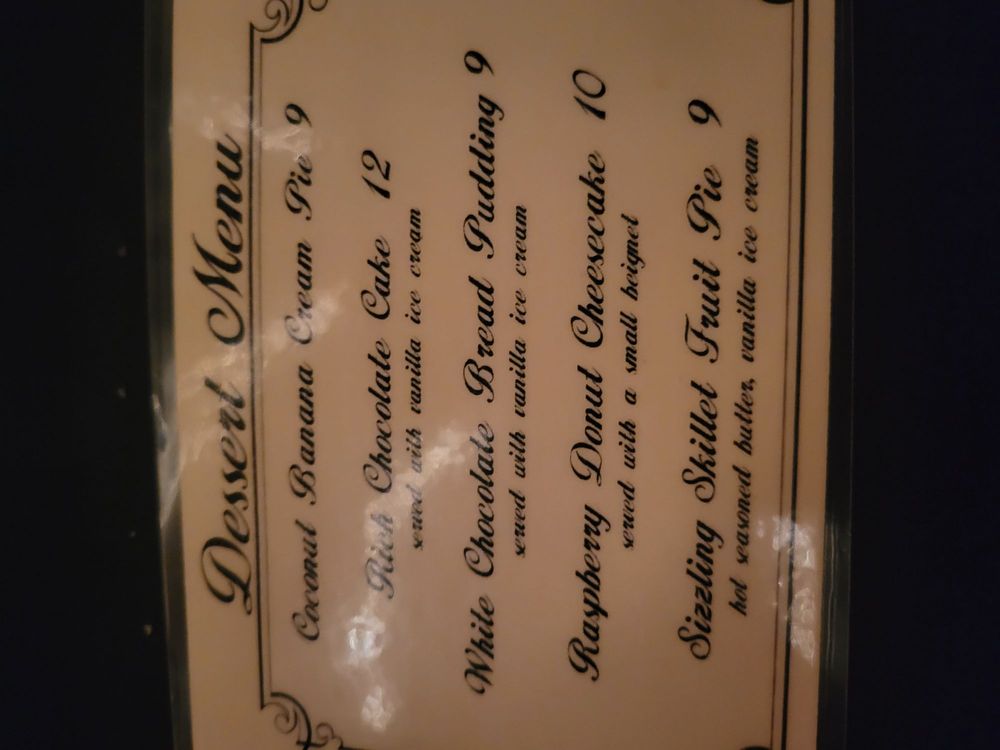 Dessert Menu
Coconut Banana Cream Pie 9
Rich Chocolate Cake 12
served with vanilla ice cream
White Chocolate Bread Pudding 9
served with vanilla ice cream
Raspberry Donut Cheesecake 10
served with a small beignet
Sizzling Skillet Fruit Pie 9
hot seasoned butter, vanilla ice cream